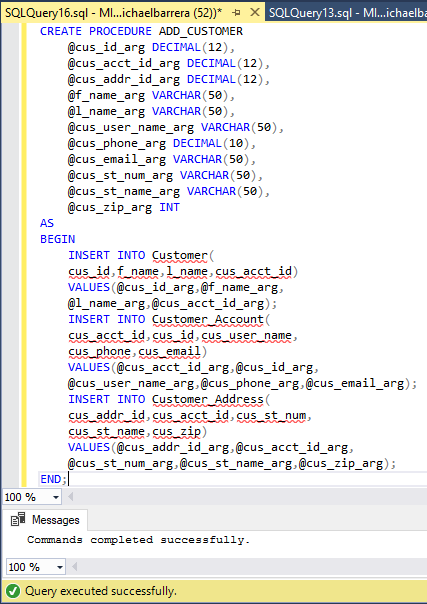 SQLQuery16.sql - MI...ichaelbarrera (52))* SQLQuery13.sql - MI...ichaelb
CREATE PROCEDURE ADD_CUSTOMER
@cus_id_arg DECIMAL(12),
@cus_acct_id_arg DECIMAL(12),
@cus_addr_id_arg DECIMAL(12),
@f_name_arg VARCHAR(50),
@l_name_arg VARCHAR(50),
@cus_user_name_arg VARCHAR(50),
@cus_phone_arg DECIMAL(10),
@cus_email_arg VARCHAR(50),
@cus_st_num_arg VARCHAR(50),
@cus_st_name_arg VARCHAR(50),
@cus_zip_arg INT
AS
BEGIN
INSERT INTO Customer(
cus_id,f_name,l_name,cus_acct_id)
VALUES(@cus_id_arg,@f_name_arg,
@l_name_arg,@cus_acct_id_arg);
INSERT INTO Customer_Account(
cus_acct_id,cus_id,cus_user_name,
cus_phone,cus_email)
VALUES(@cus_acct_id_arg,@cus_id_arg,
@cus_user_name_arg,@cus_phone_arg,@cus_email_arg);
INSERT INTO Customer_Address(
cus_addr_id,cus_acct_id,cus_st_num,
cus_st_name,cus_zip)
VALUES(@cus_addr_id_arg,@cus_acct_id_arg,
@cus_st_num_arg,@cus_st_name_arg,@cus_zip_arg);
END;
100 %
Messages
Commands completed successfully.
100 %
Query executed successfully.